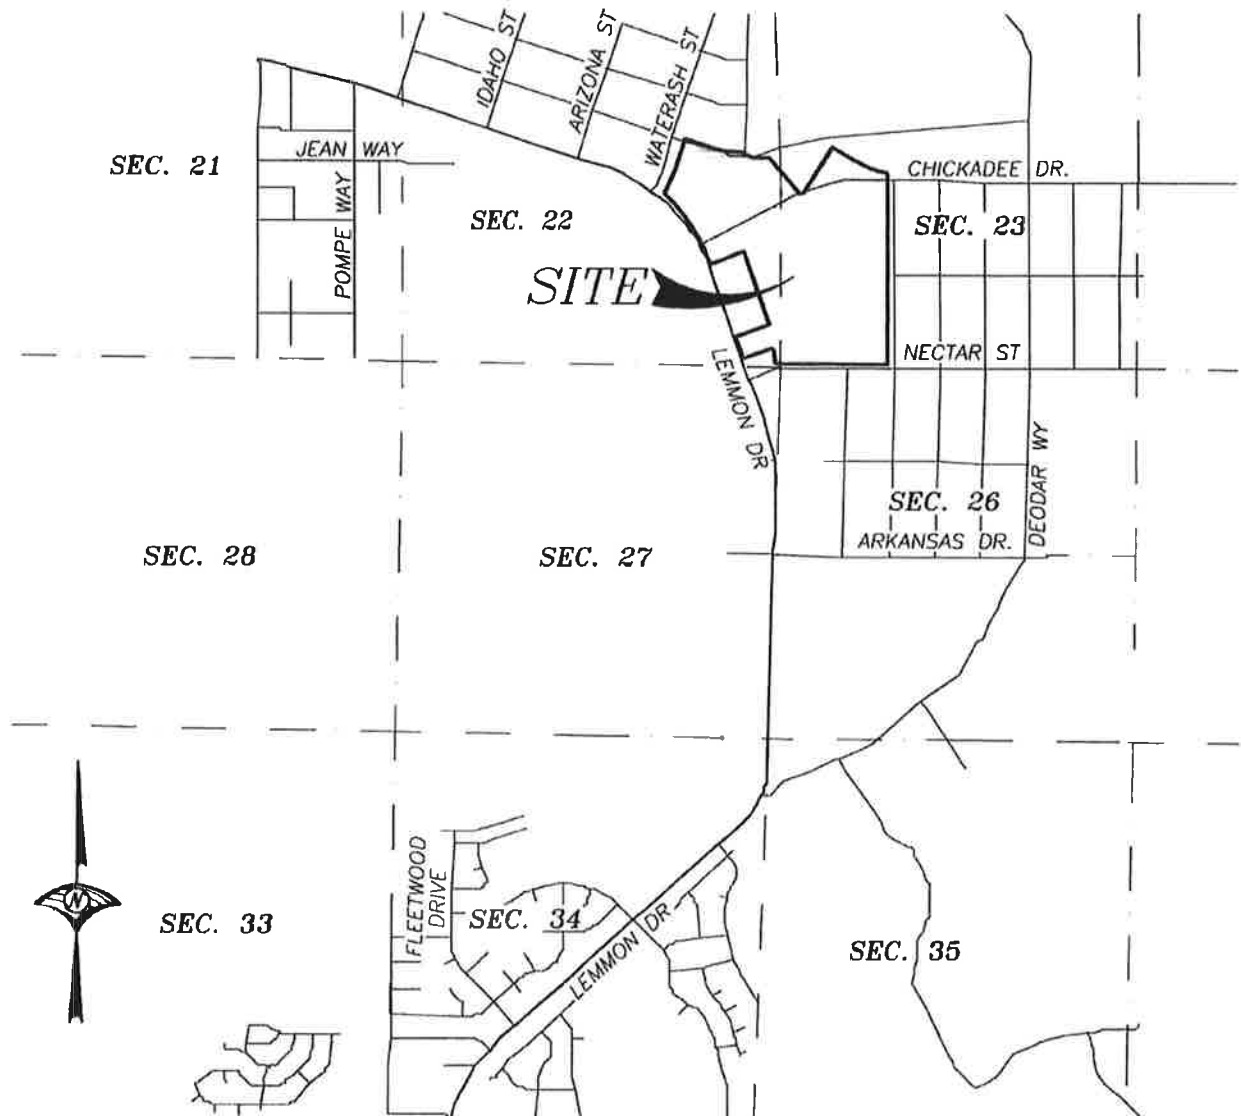 IDAHO ST
ARIZONA ST
WATERASH ST
SEC. 21
JEAN WAY
POMPE WAY
SEC. 22
CHICKADEE DR.
SEC. 23
SITE
NECTAR ST
LEMMON DR
DEODAR WY
SEC. 26
ARKANSAS DR.
SEC. 28
SEC. 27
N
SEC. 33
FLEETWOOD
DRIVE
SEC. 34
LEMMON DR
SEC. 35